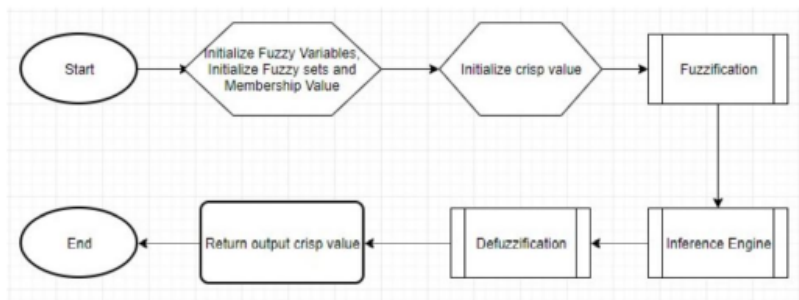 Start
Initialize Fuzzy Variables,
Initialize Fuzzy sets and
Membership Value
Initialize crisp value
Fuzzification
End
Return output crisp value
Defuzzification
Inference Engine